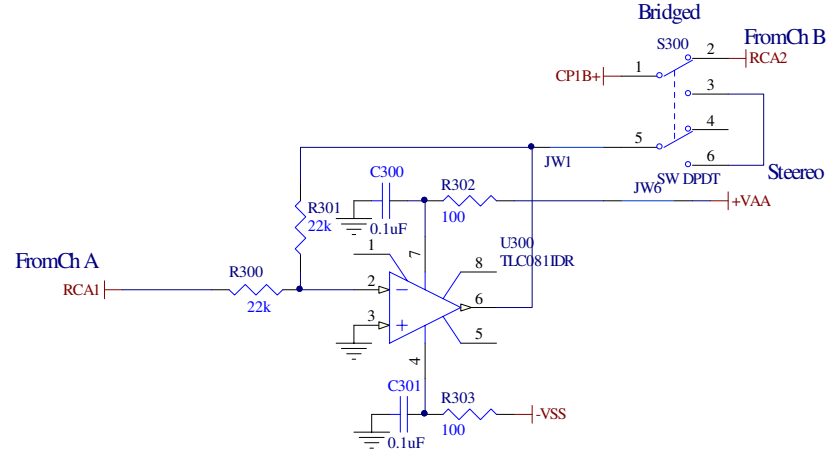 Bridged
S300
FromCh B
2
RCA2
1
CP1B+
3
4
5
JW1
6
SW DPDT
Steereo
C300
R302
JW6
+VAA
R301
22k
0.1uF
100
1
7
U300
TLC081IDR
FromCh A
8
R300
RCA1
2
6
22k
3
5
4
C301
R303
-VSS
0.1uF
100